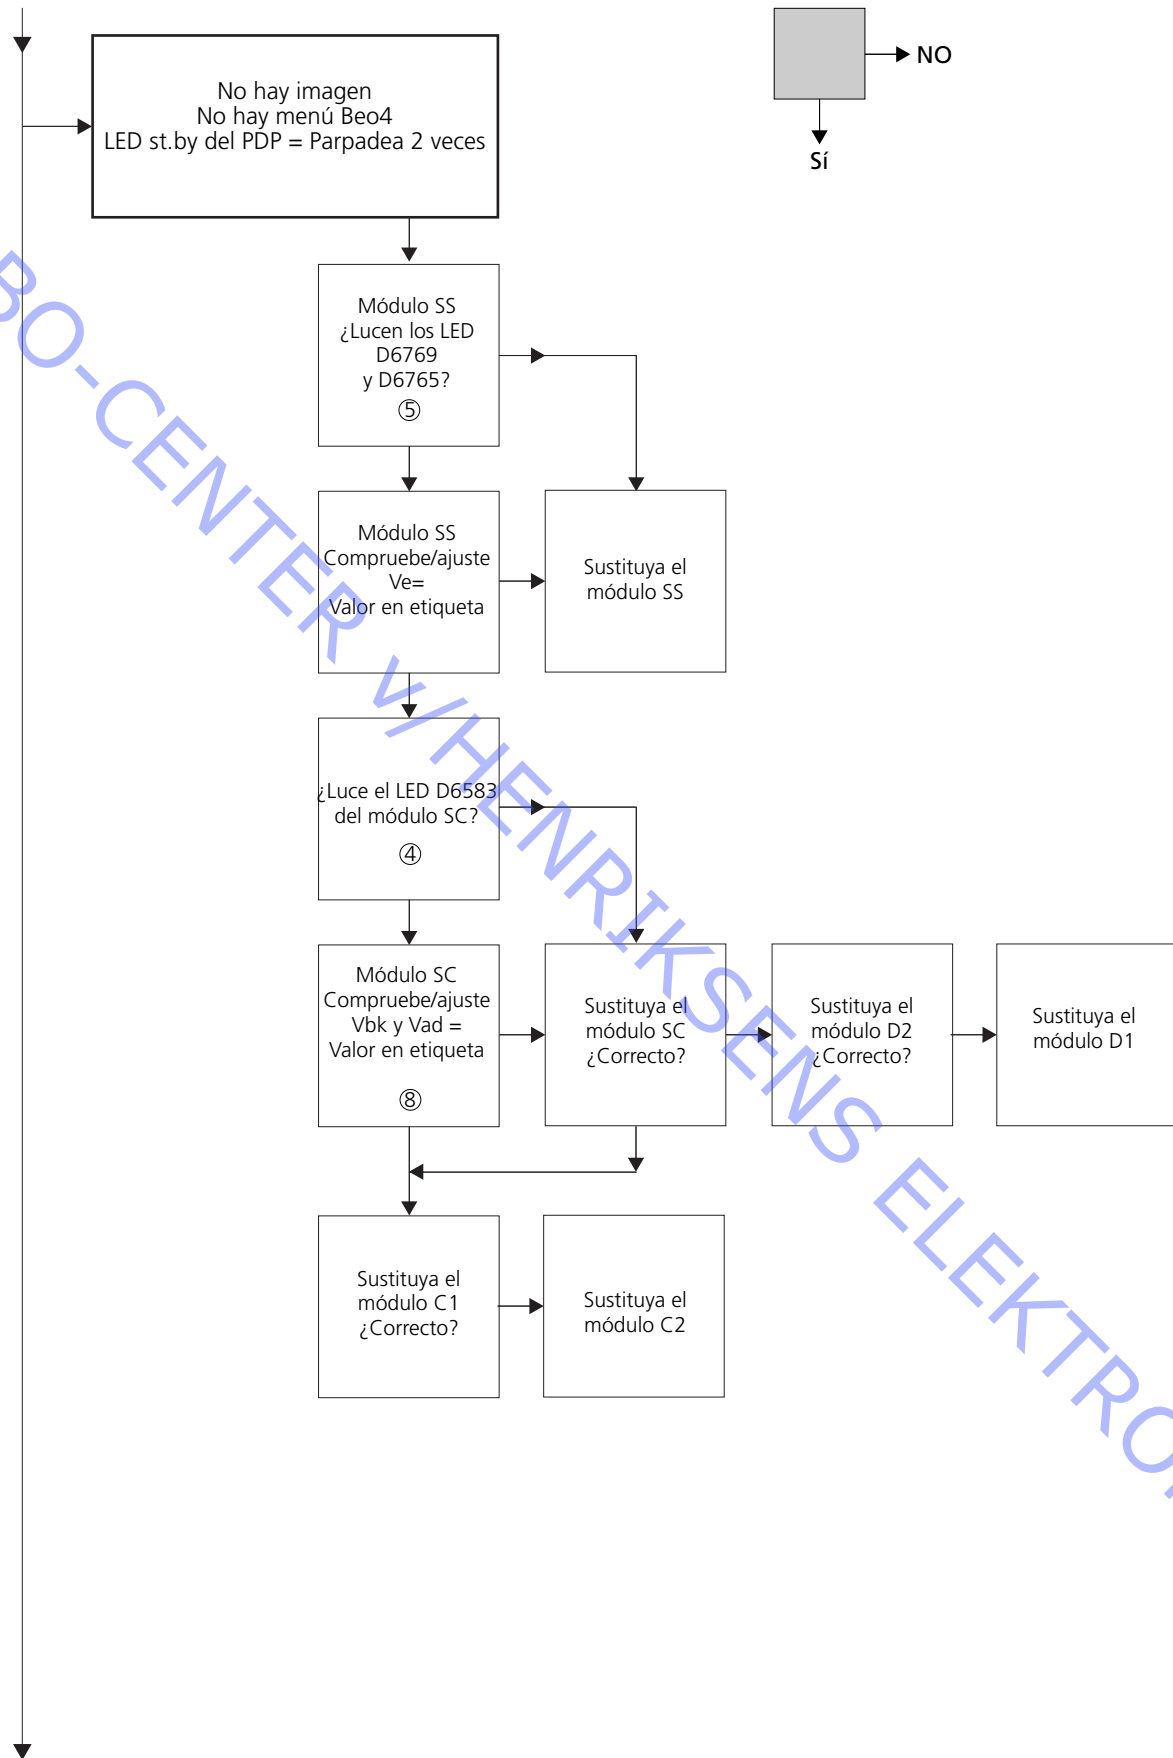 NO
Sí
No hay imagen
No hay menú Beo4
LED st.by del PDP = Parpadea 2 veces
Módulo SS
¿Lucen los LED
D6769
y D6765?
⑤
Módulo SS
Compruebe/ajuste
Ve=
Valor en etiqueta
Sustituya el
módulo SS
¿Luce el LED D6583
del módulo SC?
④
Módulo SC
Compruebe/ajuste
Vbk y Vad =
Valor en etiqueta
⑧
Sustituya el
módulo SC
¿Correcto?
Sustituya el
módulo D2
¿Correcto?
Sustituya el
módulo D1
Sustituya el
módulo C1
¿Correcto?
Sustituya el
módulo C2
BO-CENTER v/HENRIKSENS ELEKTRO